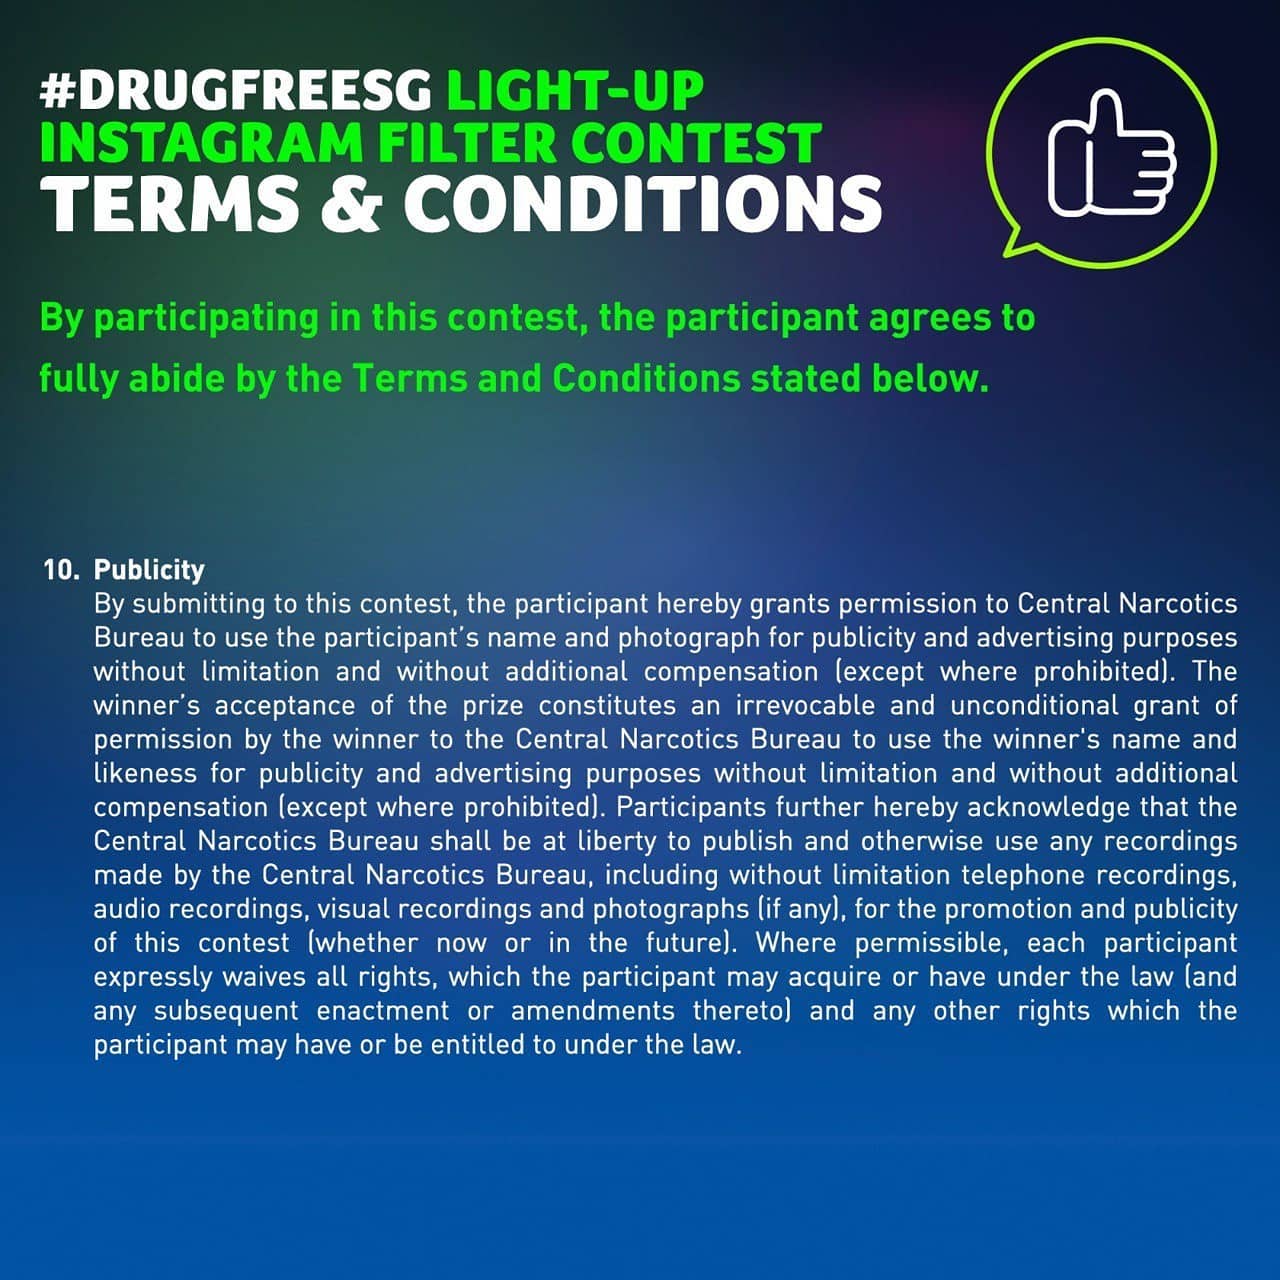 #DRUGFREESG LIGHT-UP
INSTAGRAM FILTER CONTEST
TERMS & CONDITIONS
By participating in this contest, the participant agrees to
fully abide by the Terms and Conditions stated below.
10. Publicity
By submitting to this contest, the participant hereby grants permission to Central Narcotics
Bureau to use the participant's name and photograph for publicity and advertising purposes
without limitation and without additional compensation (except where prohibited). The
winner's acceptance of the prize constitutes an irrevocable and unconditional grant of
permission by the winner to the Central Narcotics Bureau to use the winner's name and
likeness for publicity and advertising purposes without limitation and without additional
compensation (except where prohibited). Participants further hereby acknowledge that the
Central Narcotics Bureau shall be at liberty to publish and otherwise use any recordings
made by the Central Narcotics Bureau, including without limitation telephone recordings,
audio recordings, visual recordings and photographs (if any), for the promotion and publicity
of this contest (whether now or in the future). Where permissible, each participant
expressly waives all rights, which the participant may acquire or have under the law (and
any subsequent enactment or amendments thereto) and any other rights which the
participant may have or be entitled to under the law.